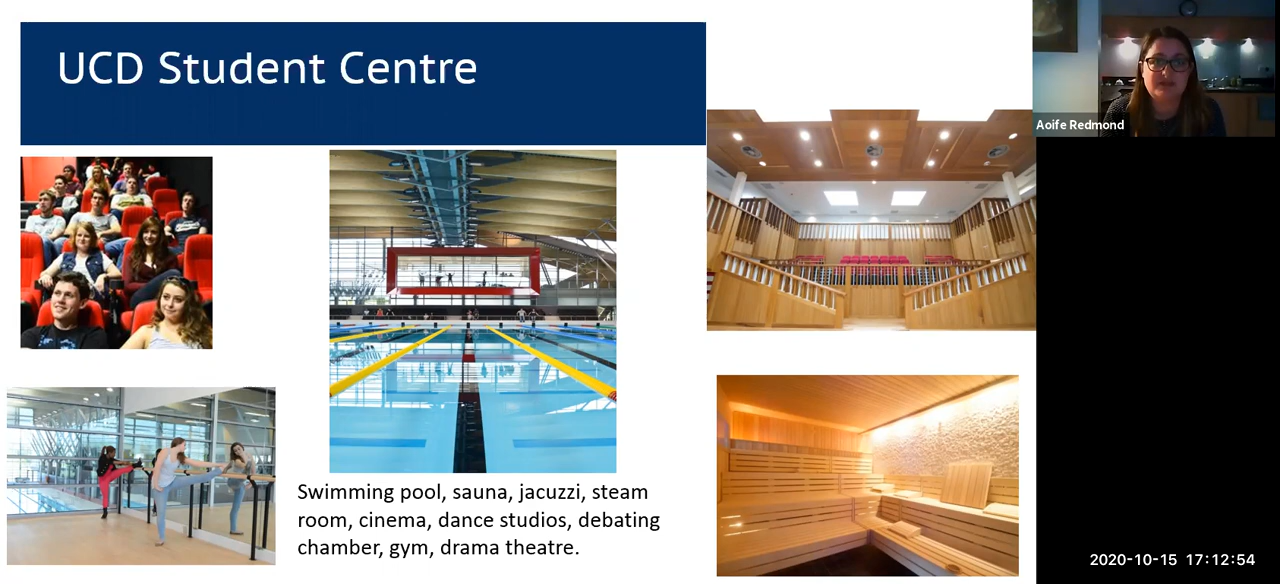 UCD Student Centre
Aoife Redmond
Swimming pool, sauna, jacuzzi, steam
room, cinema, dance studios, debating
chamber, gym, drama theatre.
2020-10-15 17:12:54